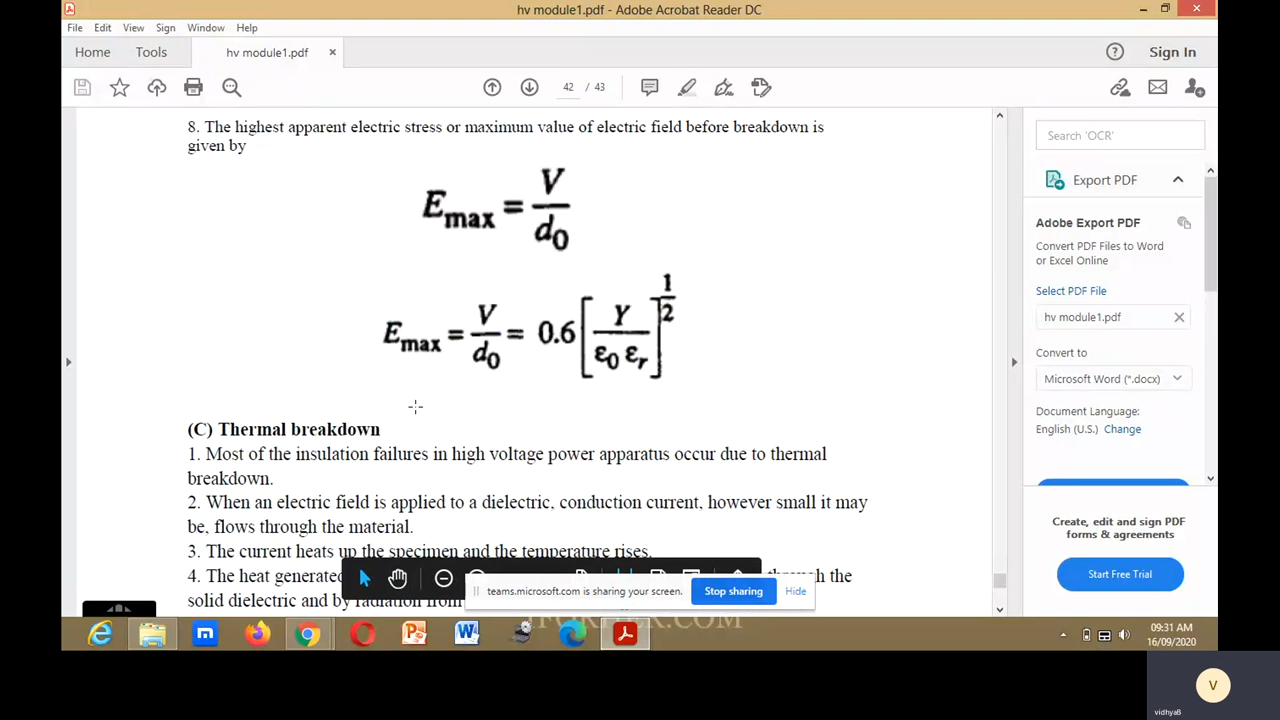 hv module1.pdf - Adobe Acrobat Reader DC
File Edit View Sign Window Help
Home Tools hv module1.pdf × Sign In
42 / 43
8. The highest apparent electric stress or maximum value of electric field before breakdown is
given by
E_max = V/d_0
E_max = V/d_0 = 0.6 [Y/(ε_0 ε_r)]^(1/2)
(C) Thermal breakdown
1. Most of the insulation failures in high voltage power apparatus occur due to thermal
breakdown.
2. When an electric field is applied to a dielectric, conduction current, however small it may
be, flows through the material.
3. The current heats up the specimen and the temperature rises.
4. The heat generated through the
solid dielectric and by radiation from
Search 'OCR'
Export PDF
Adobe Export PDF
Convert PDF Files to Word
or Excel Online
Select PDF File
hv module1.pdf
Convert to
Microsoft Word (*.docx)
Document Language:
English (U.S.) Change
Create, edit and sign PDF
forms & agreements
Start Free Trial
teams.microsoft.com is sharing your screen. Stop sharing Hide
09:31 AM
16/09/2020
V
vidhyaB